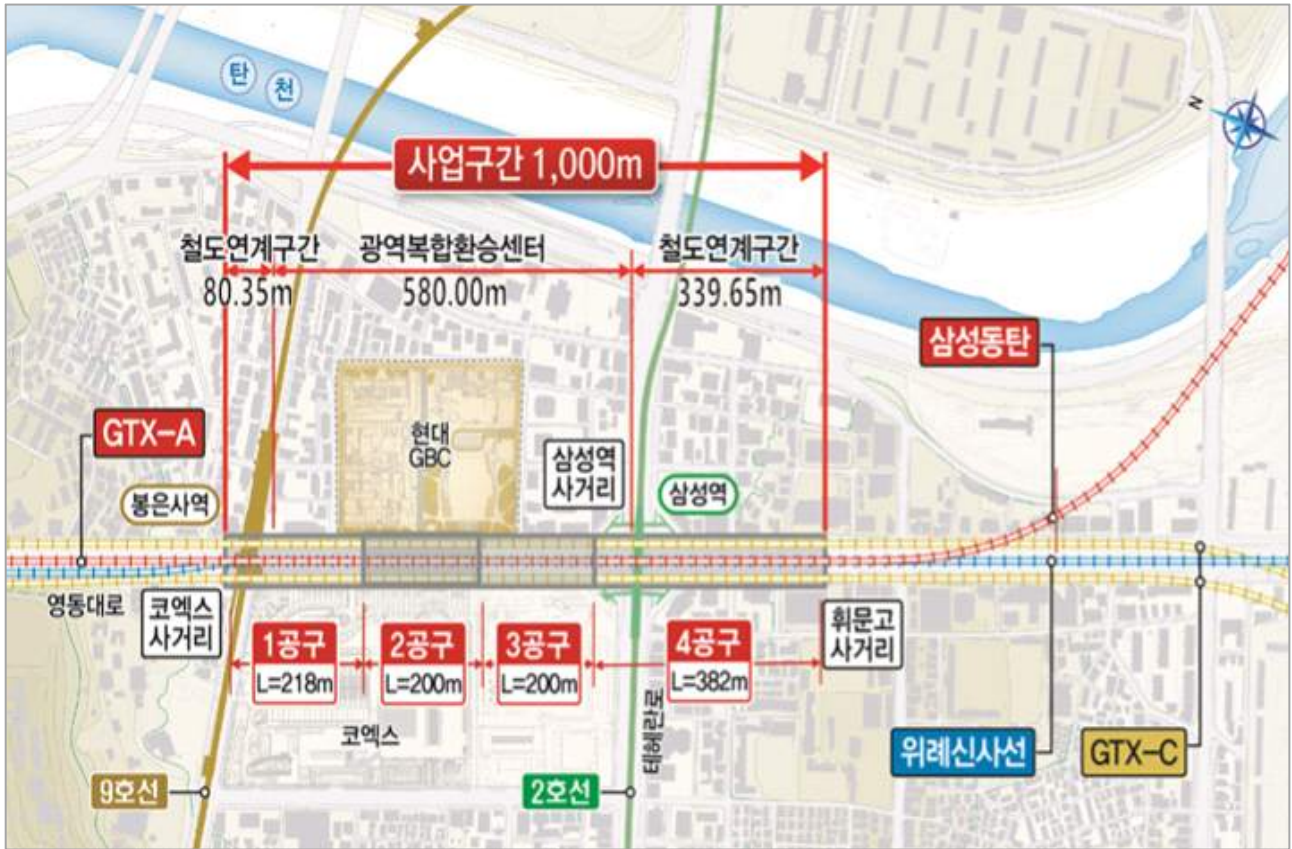 탄
천
N
사업구간 1,000m
철도연계구간
80.35m
광역복합환승센터
580.00m
철도연계구간
339.65m
삼성동탄
GTX-A
현대
GBC
삼성역
사거리
삼성역
봉은사역
영동대로
코엑스
사거리
1공구
L=218m
2공구
L=200m
3공구
L=200m
4공구
L=382m
휘문고
사거리
코엑스
테헤란로
위례신사선
GTX-C
9호선
2호선